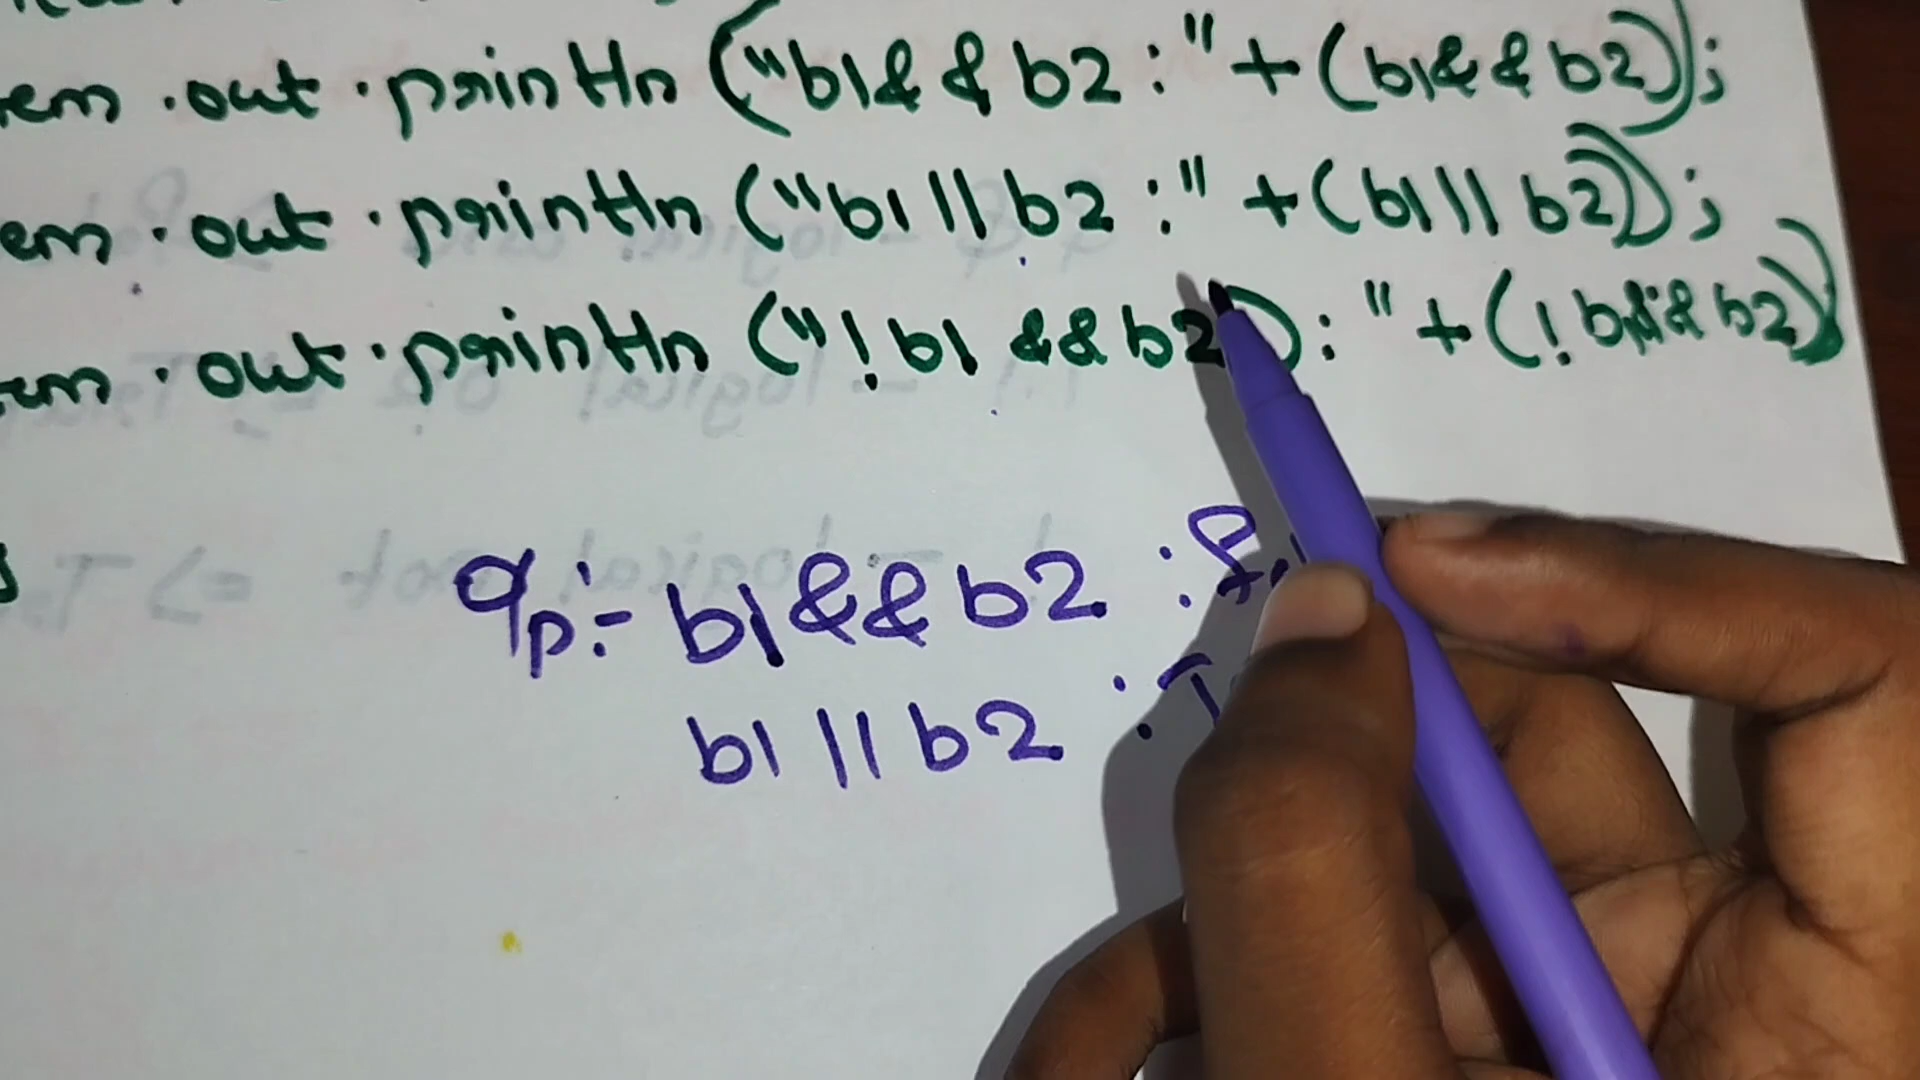 em.out.println("b1&&b2:"+(b1&&b2));
em.out.println("b1||b2:"+(b1||b2));
em.out.println("!b1&&b2):"+(!b1&&b2))
o/p:- b1&&b2 :
b1||b2 :